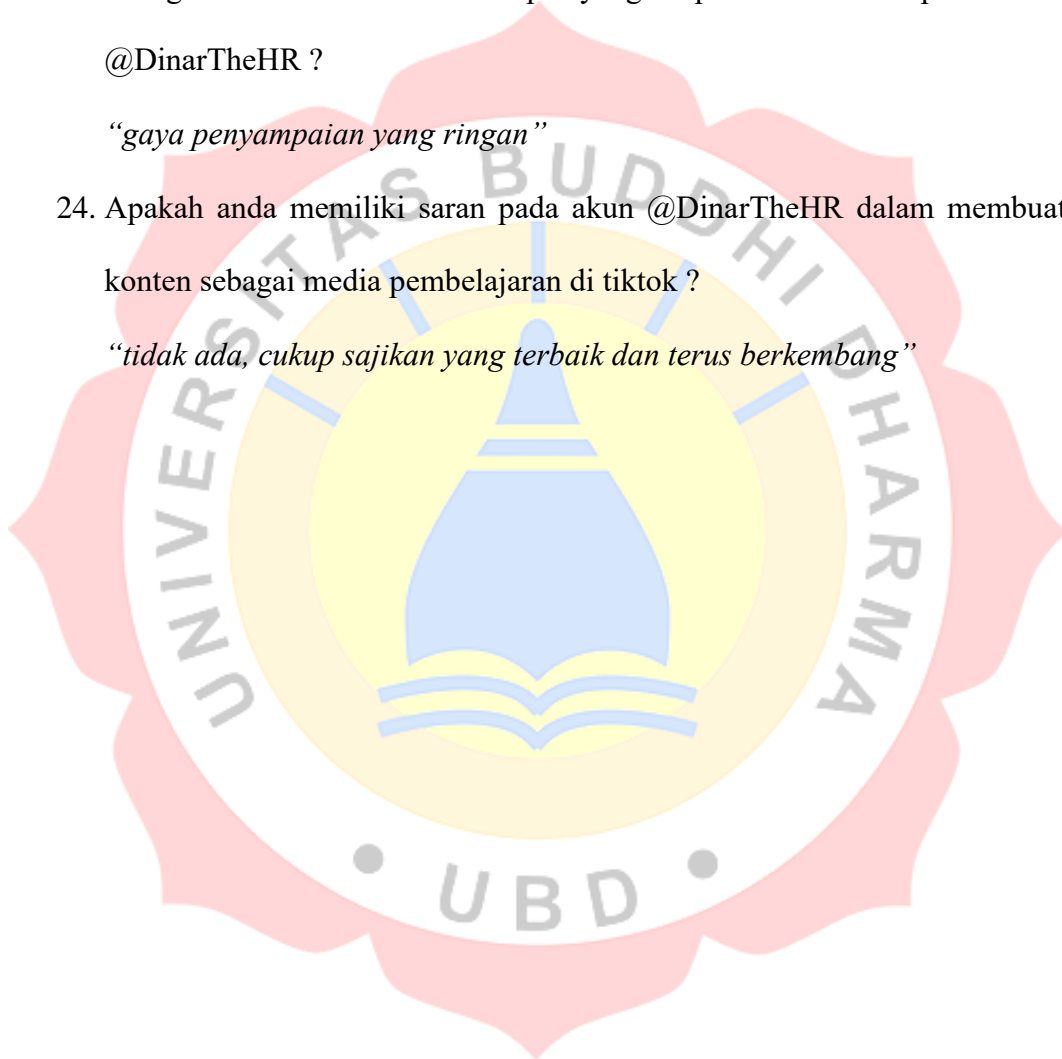 @DinarTheHR ?
“gaya penyampaian yang ringan”
24. Apakah anda memiliki saran pada akun @DinarTheHR dalam membuat
konten sebagai media pembelajaran di tiktok ?
“tidak ada, cukup sajikan yang terbaik dan terus berkembang”
UNIVERSITAS BUDDHI DHARMA
• UBD •